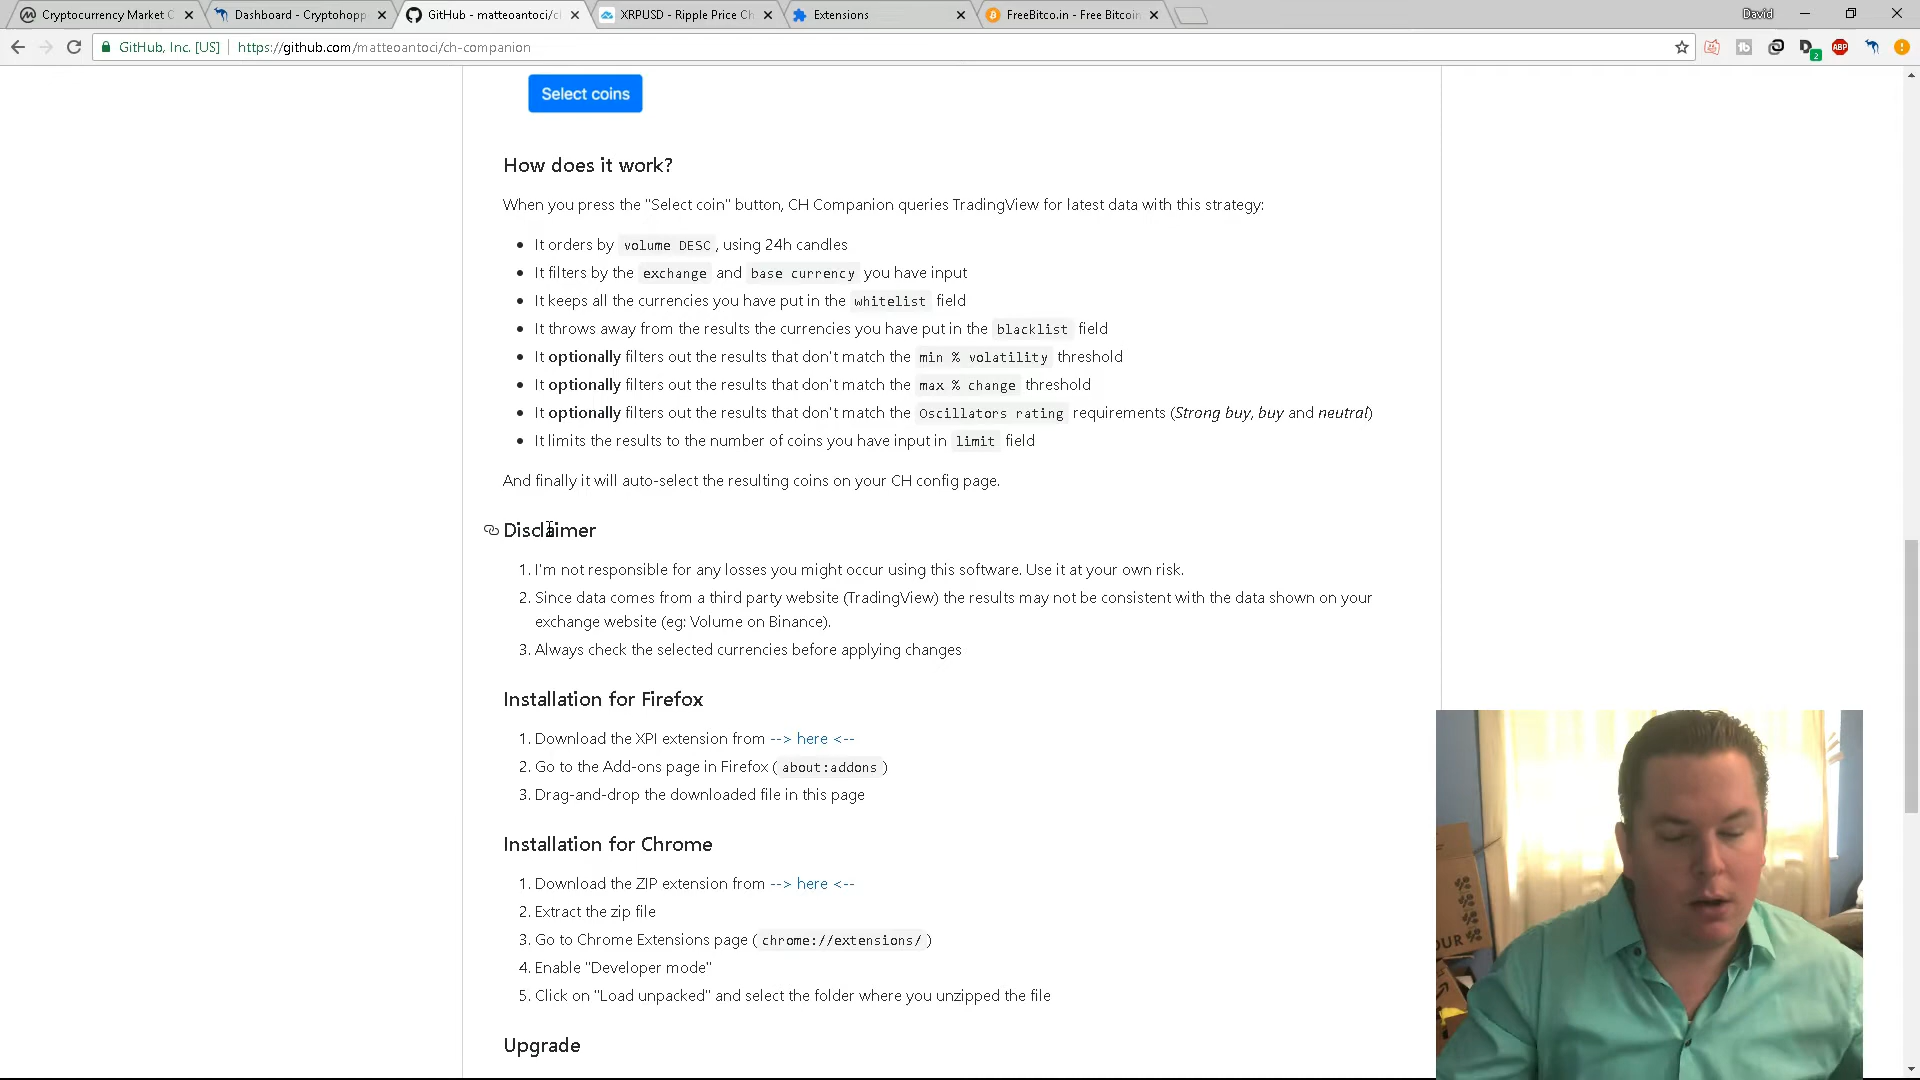 Cryptocurrency Market C
Dashboard - Cryptohopp
GitHub - matteoantoci/c
XRPUSD - Ripple Price Ch
Extensions
FreeBitco.in - Free Bitcoin
David
GitHub, Inc. [US]
https://github.com/matteoantoci/ch-companion
2
ABP
Select coins
How does it work?
When you press the "Select coin" button, CH Companion queries TradingView for latest data with this strategy:
• It orders by volume DESC , using 24h candles
• It filters by the exchange and base currency you have input
• It keeps all the currencies you have put in the whitelist field
• It throws away from the results the currencies you have put in the blacklist field
• It optionally filters out the results that don't match the min % volatility threshold
• It optionally filters out the results that don't match the max % change threshold
• It optionally filters out the results that don't match the Oscillators rating requirements (Strong buy, buy and neutral)
• It limits the results to the number of coins you have input in limit field
And finally it will auto-select the resulting coins on your CH config page.
Disclaimer
1. I'm not responsible for any losses you might occur using this software. Use it at your own risk.
2. Since data comes from a third party website (TradingView) the results may not be consistent with the data shown on your
exchange website (eg: Volume on Binance).
3. Always check the selected currencies before applying changes
Installation for Firefox
1. Download the XPI extension from --> here <--
2. Go to the Add-ons page in Firefox ( about:addons )
3. Drag-and-drop the downloaded file in this page
Installation for Chrome
1. Download the ZIP extension from --> here <--
2. Extract the zip file
3. Go to Chrome Extensions page ( chrome://extensions/ )
4. Enable "Developer mode"
5. Click on "Load unpacked" and select the folder where you unzipped the file
Upgrade